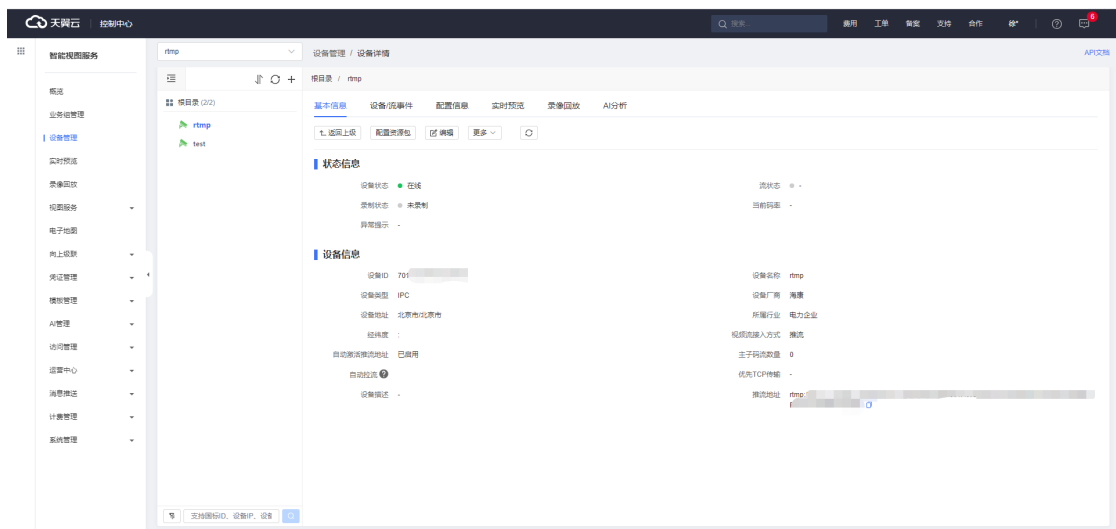 天翼云 控制中心 搜索... 费用 工单 备案 支持 合作 徐* 6
智能视图服务 rtmp 设备管理 / 设备详情 API文档
根目录 / rtmp
概览
根目录 (2/2) 基本信息 设备/流事件 配置信息 实时预览 录像回放 AI分析
业务组管理
rtmp
返回上级 配置资源包 编辑 更多
设备管理
test
实时预览
状态信息
录像回放
设备状态 在线 流状态 -
视图服务
录制状态 未录制 当前码率 -
电子地图
异常提示 -
向上级联
设备信息
凭证管理
设备ID 701 设备名称 rtmp
模板管理
设备类型 IPC 设备厂商 海康
AI管理
设备地址 北京市/北京市 所属行业 电力企业
经纬度 : 视频流接入方式 推流
访问管理
自动激活推流地址 已启用 主子码流数量 0
运营中心
自动拉流 优先TCP传输 -
消息推送
设备描述 - 推流地址 rtmp:
计费管理
系统管理
支持国标ID、设备IP、设备